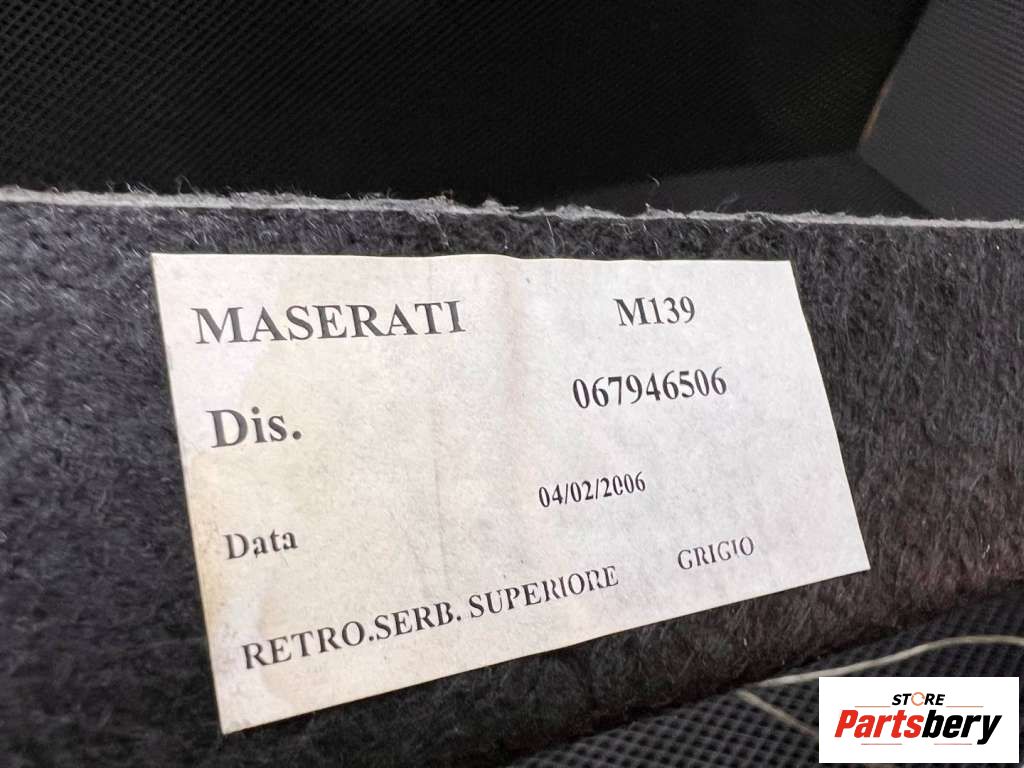 MASERATI M139
Dis. 067946506
Data 04/02/2006
RETRO.SERB. SUPERIORE GRIGIO
STORE
Partsbery